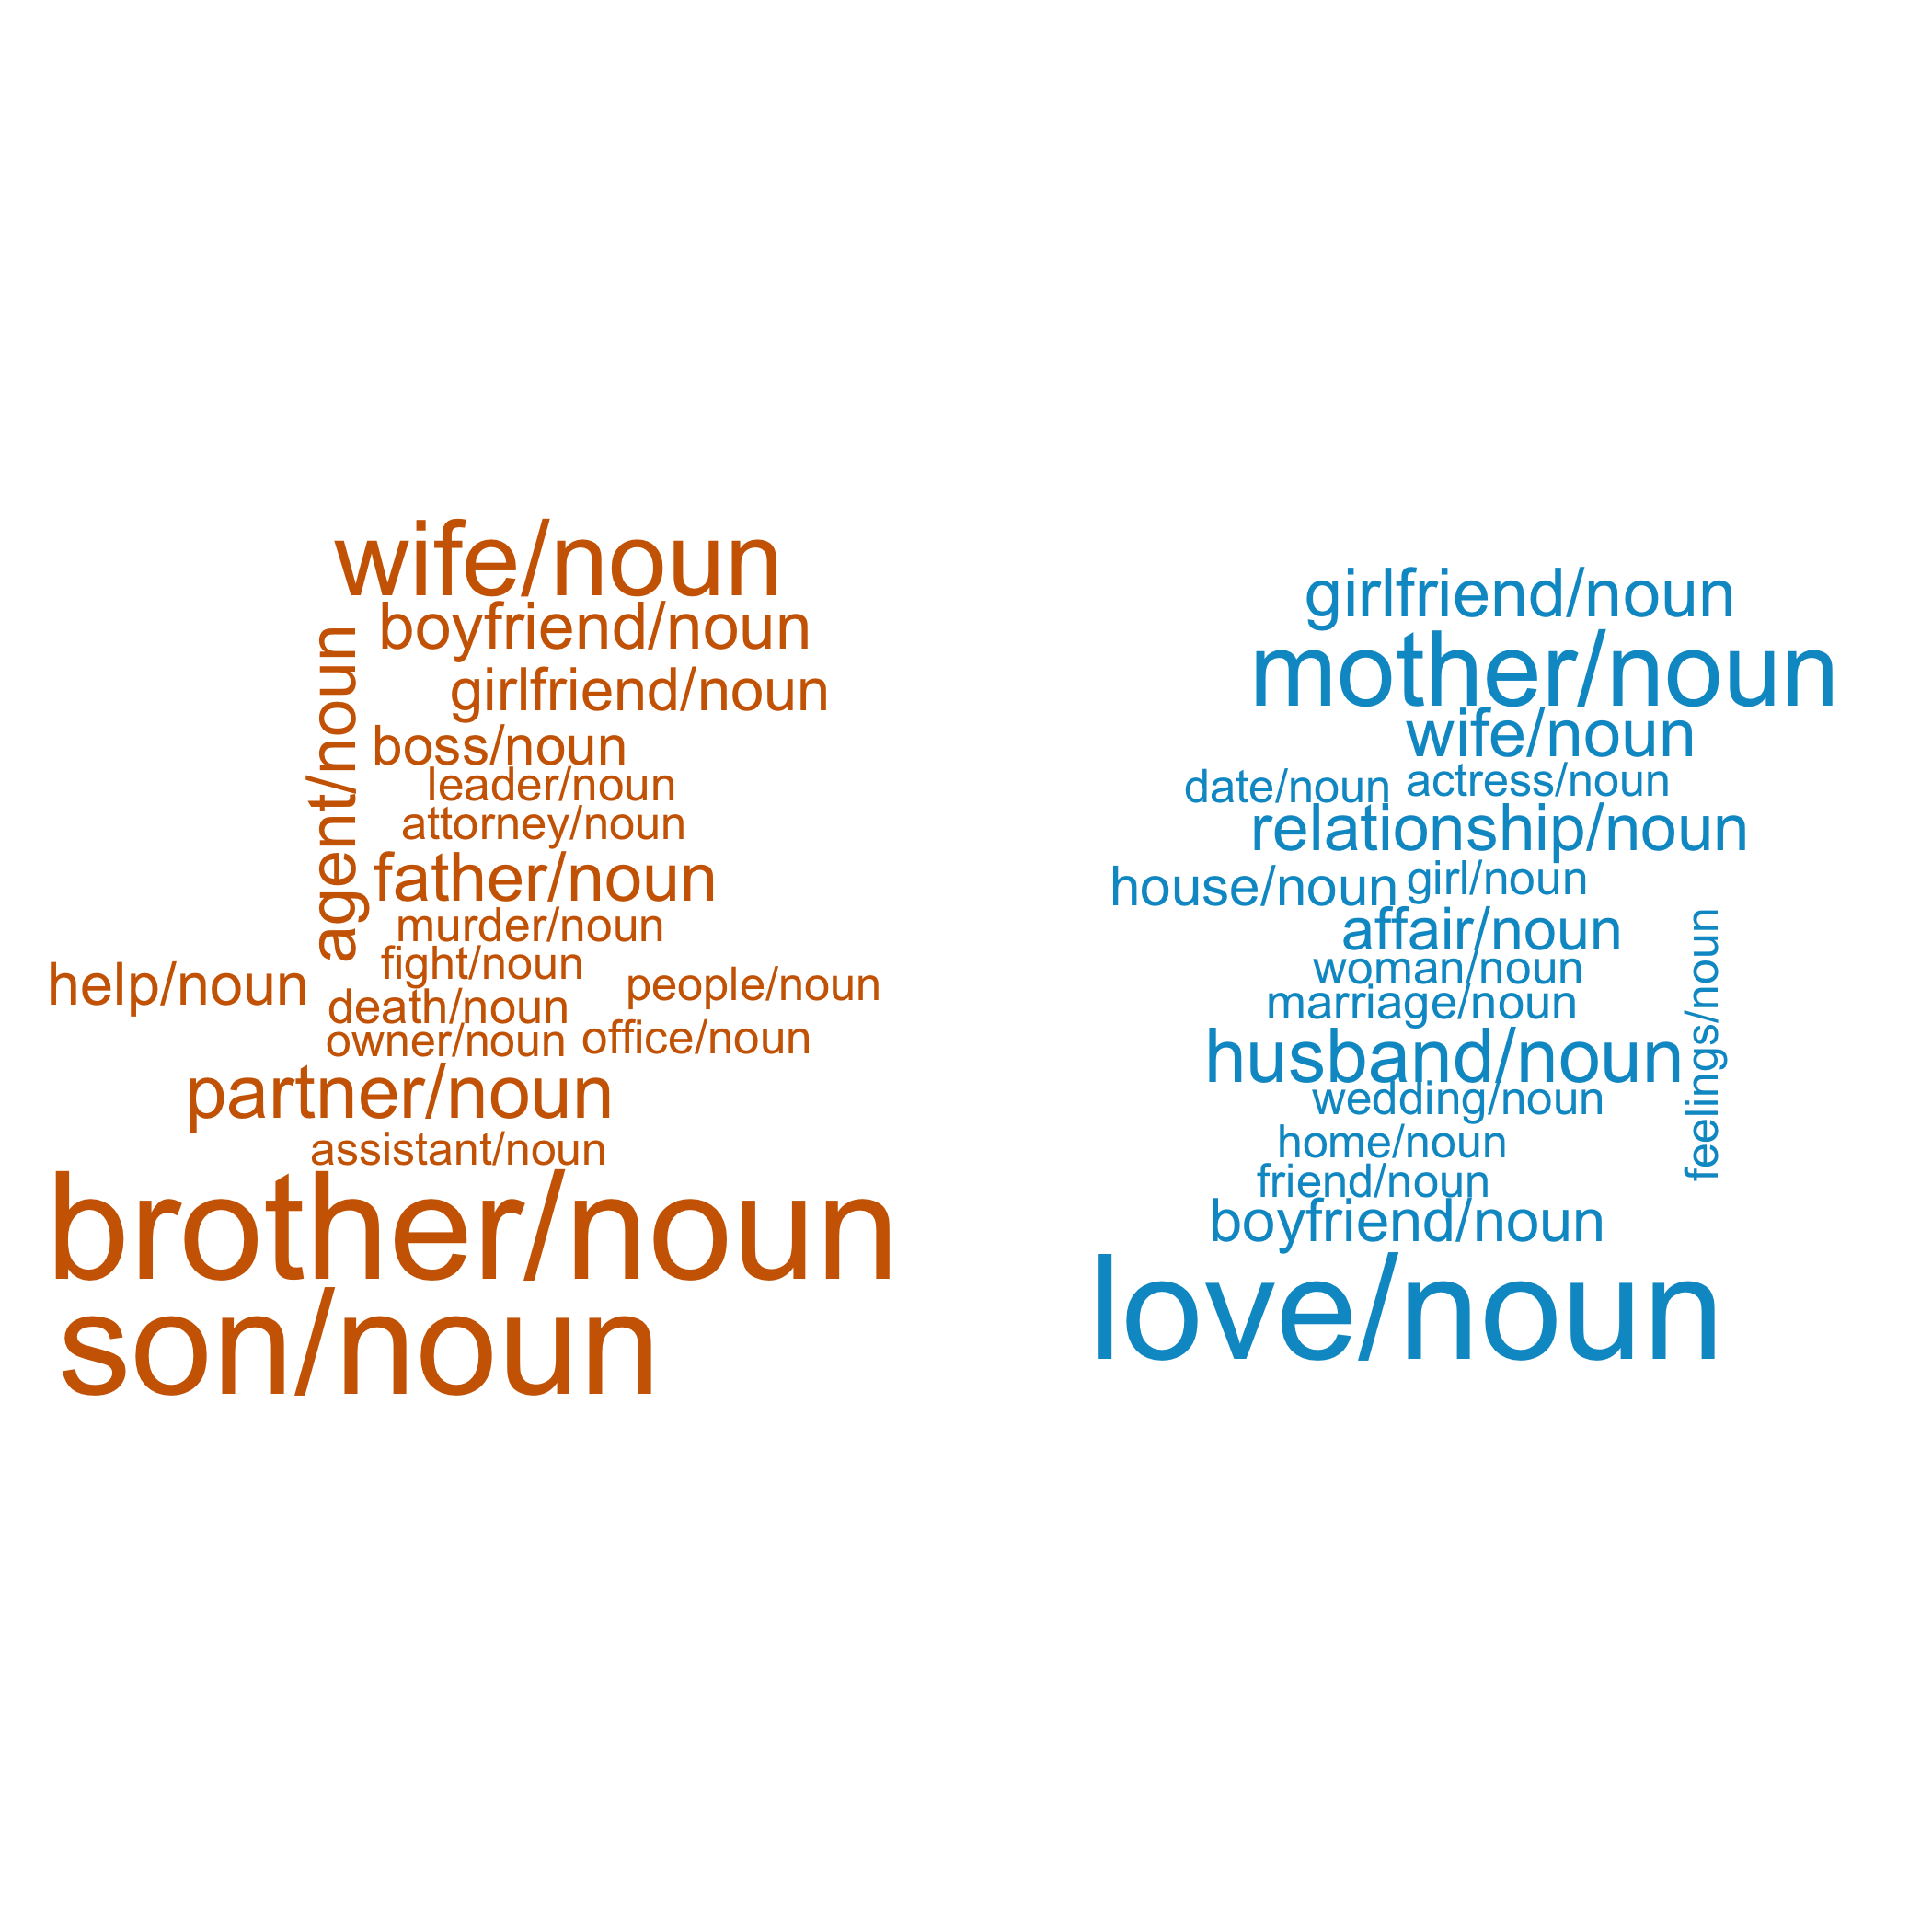 wife/noun
boyfriend/noun
agent/noun
girlfriend/noun
boss/noun
leader/noun
attorney/noun
father/noun
murder/noun
fight/noun
help/noun
people/noun
death/noun
owner/noun
office/noun
partner/noun
assistant/noun
brother/noun
son/noun
girlfriend/noun
mother/noun
wife/noun
date/noun
actress/noun
relationship/noun
house/noun
girl/noun
affair/noun
woman/noun
feelings/noun
marriage/noun
husband/noun
wedding/noun
home/noun
friend/noun
boyfriend/noun
love/noun